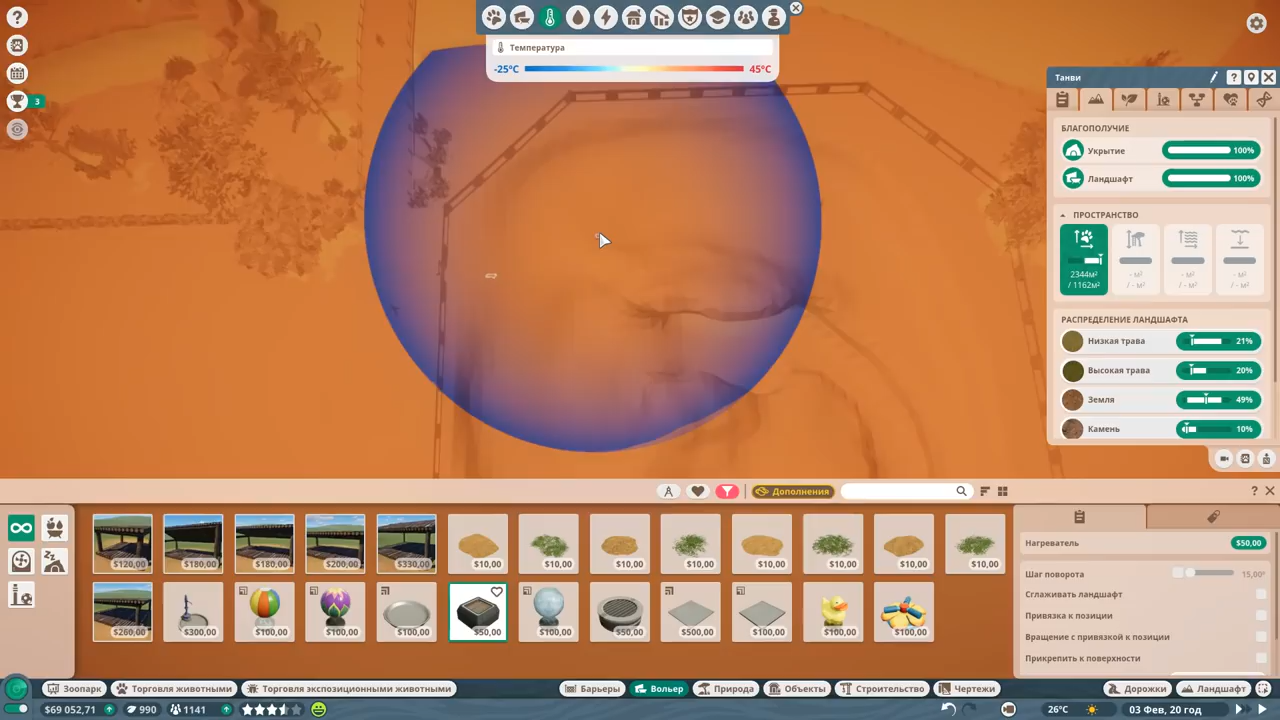 ?
3
Температура
-25°C
45°C
Танви
?
БЛАГОПОЛУЧИЕ
Укрытие 100%
Ландшафт 100%
ПРОСТРАНСТВО
2344м² - м² - м² - м²
/ 1162м² / - м² / - м² / - м²
РАСПРЕДЕЛЕНИЕ ЛАНДШАФТА
Низкая трава 21%
Высокая трава 20%
Земля 49%
Камень 10%
Дополнения
?
$120,00 $180,00 $180,00 $200,00 $330,00 $10,00 $10,00 $10,00 $10,00 $10,00 $10,00 $10,00 $10,00
$260,00 $300,00 $100,00 $100,00 $100,00 $50,00 $100,00 $50,00 $500,00 $100,00 $100,00 $100,00
Нагреватель $50,00
Шаг поворота 15,00°
Сглаживать ландшафт
Привязка к позиции
Вращение с привязкой к позиции
Прикрепить к поверхности
Зоопарк Торговля животными Торговля экспозиционными животными Барьеры Вольер Природа Объекты Строительство Чертежи Дорожки Ландшафт
$69 052,71 990 1141 26°C 03 Фев, 20 год